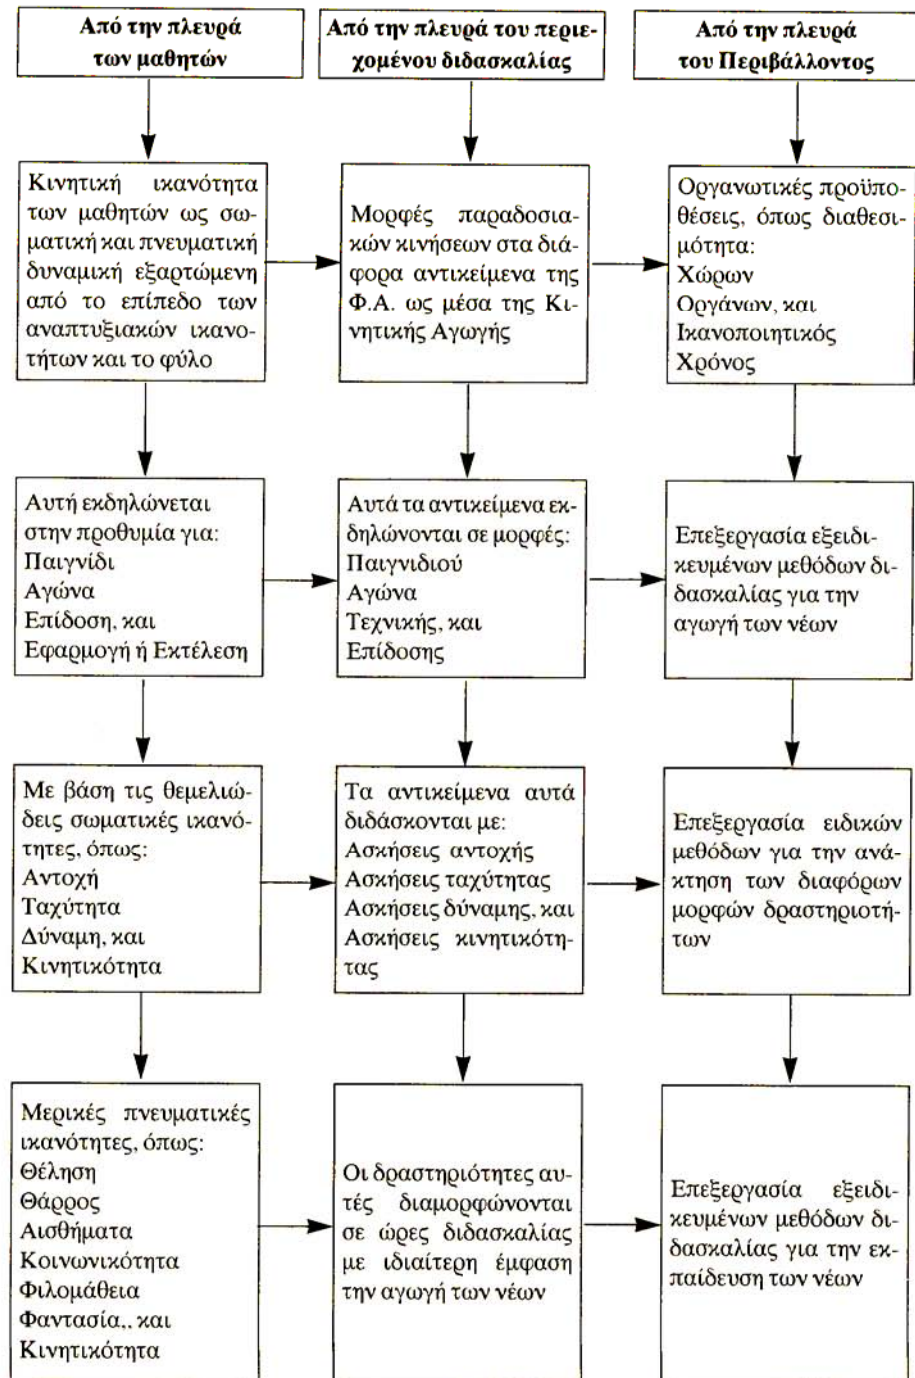 Από την πλευρά
των μαθητών
Από την πλευρά του περιε-
χομένου διδασκαλίας
Από την πλευρά
του Περιβάλλοντος
Κινητική ικανότητα
των μαθητών ως σω-
ματική και πνευματική
δυναμική εξαρτώμενη
από το επίπεδο των
αναπτυξιακών ικανο-
τήτων και το φύλο
Μορφές παραδοσια-
κών κινήσεων στα διά-
φορα αντικείμενα της
Φ.Α. ως μέσα της Κι-
νητικής Αγωγής
Οργανωτικές προϋπο-
θέσεις, όπως διαθεσι-
μότητα:
Χώρων
Οργάνων, και
Ικανοποιητικός
Χρόνος
Αυτή εκδηλώνεται
στην προθυμία για:
Παιγνίδι
Αγώνα
Επίδοση, και
Εφαρμογή ή Εκτέλεση
Αυτά τα αντικείμενα εκ-
δηλώνονται σε μορφές:
Παιγνιδιού
Αγώνα
Τεχνικής, και
Επίδοσης
Επεξεργασία εξειδι-
κευμένων μεθόδων δι-
δασκαλίας για την
αγωγή των νέων
Με βάση τις θεμελιώ-
δεις σωματικές ικανό-
τητες, όπως:
Αντοχή
Ταχύτητα
Δύναμη, και
Κινητικότητα
Τα αντικείμενα αυτά
διδάσκονται με:
Ασκήσεις αντοχής
Ασκήσεις ταχύτητας
Ασκήσεις δύναμης, και
Ασκήσεις κινητικότη-
τας
Επεξεργασία ειδικών
μεθόδων για την ανά-
κτηση των διαφόρων
μορφών δραστηριοτή-
των
Μερικές πνευματικές
ικανότητες, όπως:
Θέληση
Θάρρος
Αισθήματα
Κοινωνικότητα
Φιλομάθεια
Φαντασία,. και
Κινητικότητα
Οι δραστηριότητες αυ-
τές διαμορφώνονται
σε ώρες διδασκαλίας
με ιδιαίτερη έμφαση
την αγωγή των νέων
Επεξεργασία εξειδι-
κευμένων μεθόδων δι-
δασκαλίας για την εκ-
παίδευση των νέων